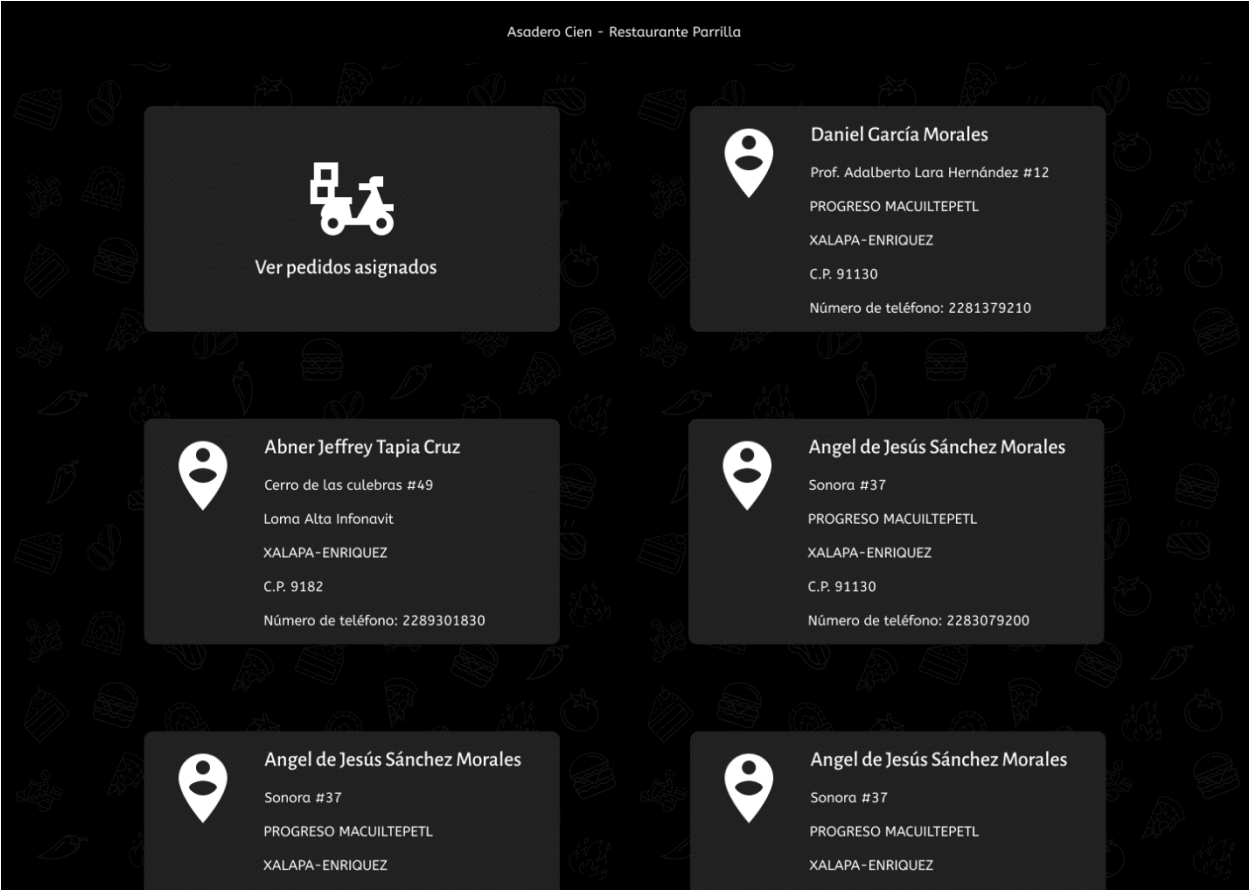 Asadero Cien - Restaurante Parrilla
Ver pedidos asignados
Daniel García Morales
Prof. Adalberto Lara Hernández #12
PROGRESO MACUILTEPETL
XALAPA-ENRIQUEZ
C.P. 91130
Número de teléfono: 2281379210
Abner Jeffrey Tapia Cruz
Cerro de las culebras #49
Loma Alta Infonavit
XALAPA-ENRIQUEZ
C.P. 9182
Número de teléfono: 2289301830
Angel de Jesús Sánchez Morales
Sonora #37
PROGRESO MACUILTEPETL
XALAPA-ENRIQUEZ
C.P. 91130
Número de teléfono: 2283079200
Angel de Jesús Sánchez Morales
Sonora #37
PROGRESO MACUILTEPETL
XALAPA-ENRIQUEZ
Angel de Jesús Sánchez Morales
Sonora #37
PROGRESO MACUILTEPETL
XALAPA-ENRIQUEZ